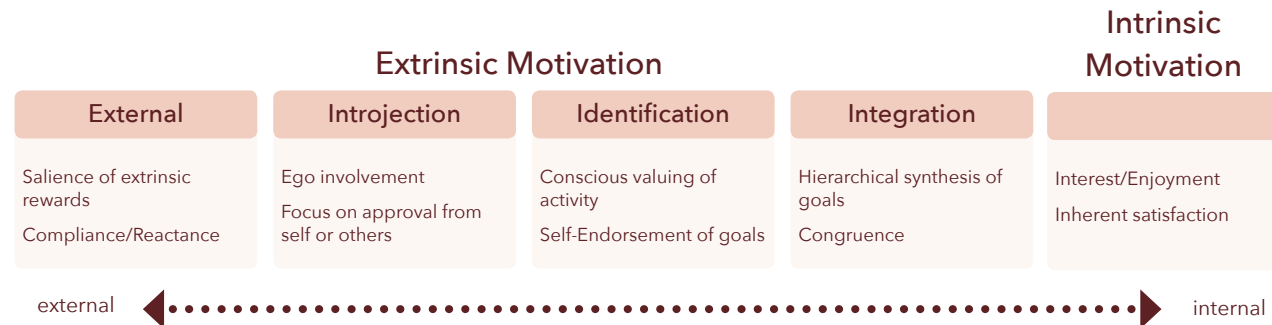 Intrinsic
Motivation
Extrinsic Motivation
External
Introjection
Identification
Integration
Salience of extrinsic
rewards
Compliance/Reactance
Ego involvement
Focus on approval from
self or others
Conscious valuing of
activity
Self-Endorsement of goals
Hierarchical synthesis of
goals
Congruence
Interest/Enjoyment
Inherent satisfaction
external
internal